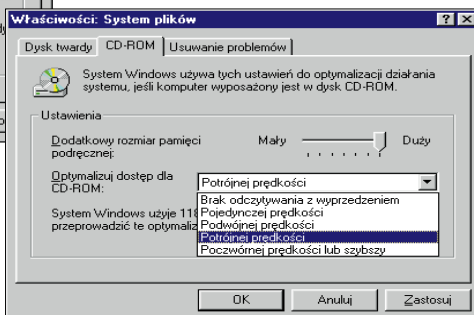 Właściwości: System plików
Dysk twardy
CD-ROM
Usuwanie problemów
System Windows używa tych ustawień do optymalizacji działania
systemu, jeśli komputer wyposażony jest w dysk CD-ROM.
Ustawienia
Dodatkowy rozmiar pamięci
podręcznej:
Mały
Duży
Optymalizuj dostęp dla
CD-ROM:
Potrójnej prędkości
Brak odczytywania z wyprzedzeniem
Pojedynczej prędkości
Podwójnej prędkości
Potrójnej prędkości
Poczwórnej prędkości lub szybszy
System Windows użyje 118
przeprowadzić te optymaliz
OK
Anuluj
Zastosuj